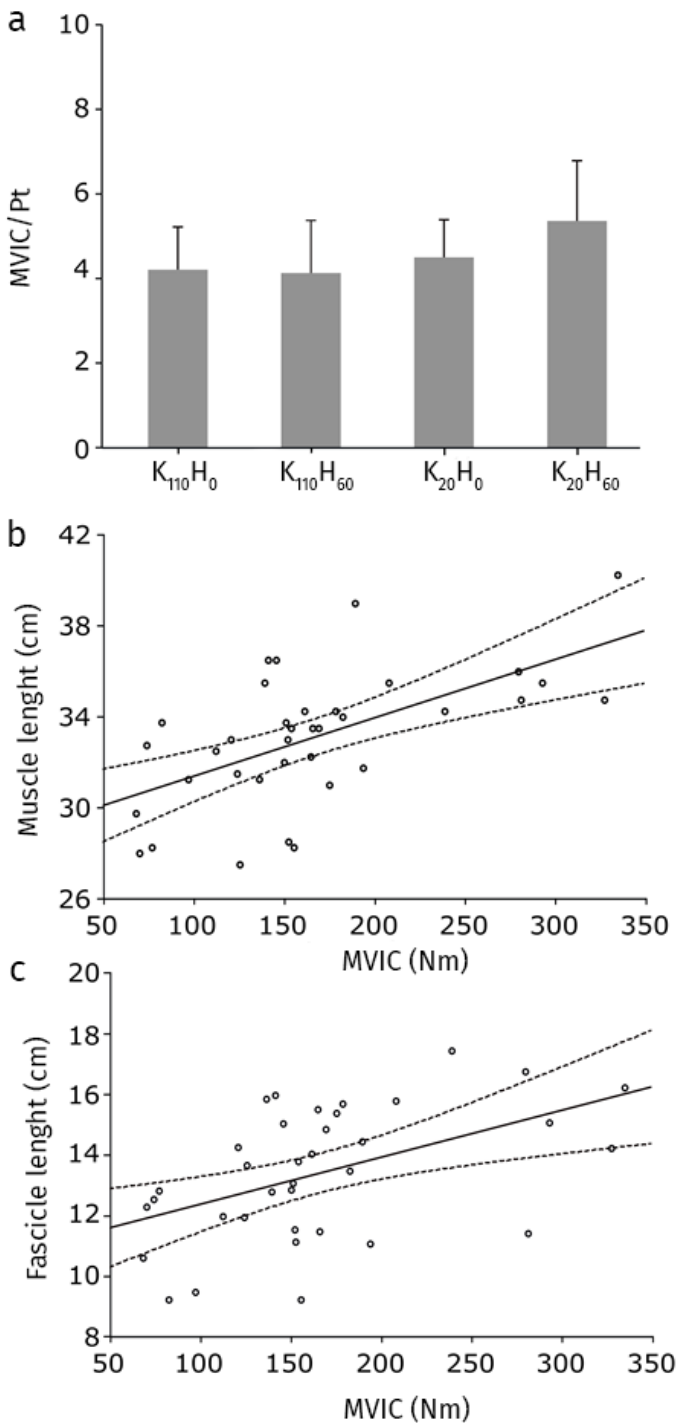 a
10
8
6
4
2
0
MVIC/Pt
K₁₁₀H₀ K₁₁₀H₆₀ K₂₀H₀ K₂₀H₆₀
b
42
38
34
30
26
Muscle lenght (cm)
50 100 150 200 250 300 350
MVIC (Nm)
c
20
18
16
14
12
10
8
Fascicle lenght (cm)
50 100 150 200 250 300 350
MVIC (Nm)